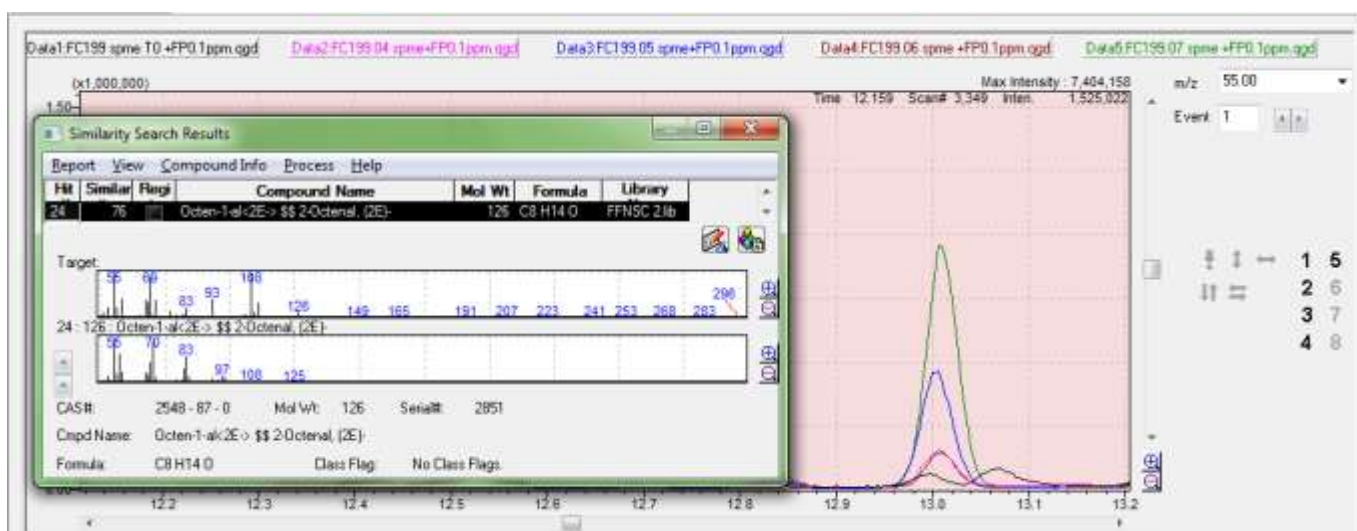 Data1:FC199 spme T0 +FP0.1ppm.qgd Data2:FC199.04 spme+FP0.1ppm.qgd Data3:FC199.05 spme+FP0.1ppm.qgd Data4:FC199.06 spme +FP0.1ppm.qgd Data5:FC199.07 spme +FP0.1ppm.qgd
(x1,000,000) Max Intensity : 7,404,158 m/z 55.00
1.50 Time 12.159 Scan# 3,349 Inten. 1,525,022
Event 1
Similarity Search Results
Report View Compound Info Process Help
Hit Similar Regi Compound Name Mol Wt Formula Library
24 76 Octen-1-al<2E-> $$ 2-Octenal, (2E)- 126 C8 H14 O FFNSC 2.lib
Target
55 69 108
83 93 126 149 165 191 207 223 241 253 268 283 296
24 : 126 : Octen-1-al<2E-> $$ 2-Octenal, (2E)-
55 70 83
97 108 125
CAS#: 2548 - 87 - 0 Mol Wt: 126 Serial#: 2851
Cmpd Name: Octen-1-al<2E-> $$ 2-Octenal, (2E)-
Formula: C8 H14 O Class Flag: No Class Flags.
1 5
2 6
3 7
4 8
0.00
12.2 12.3 12.4 12.5 12.6 12.7 12.8 12.9 13.0 13.1 13.2